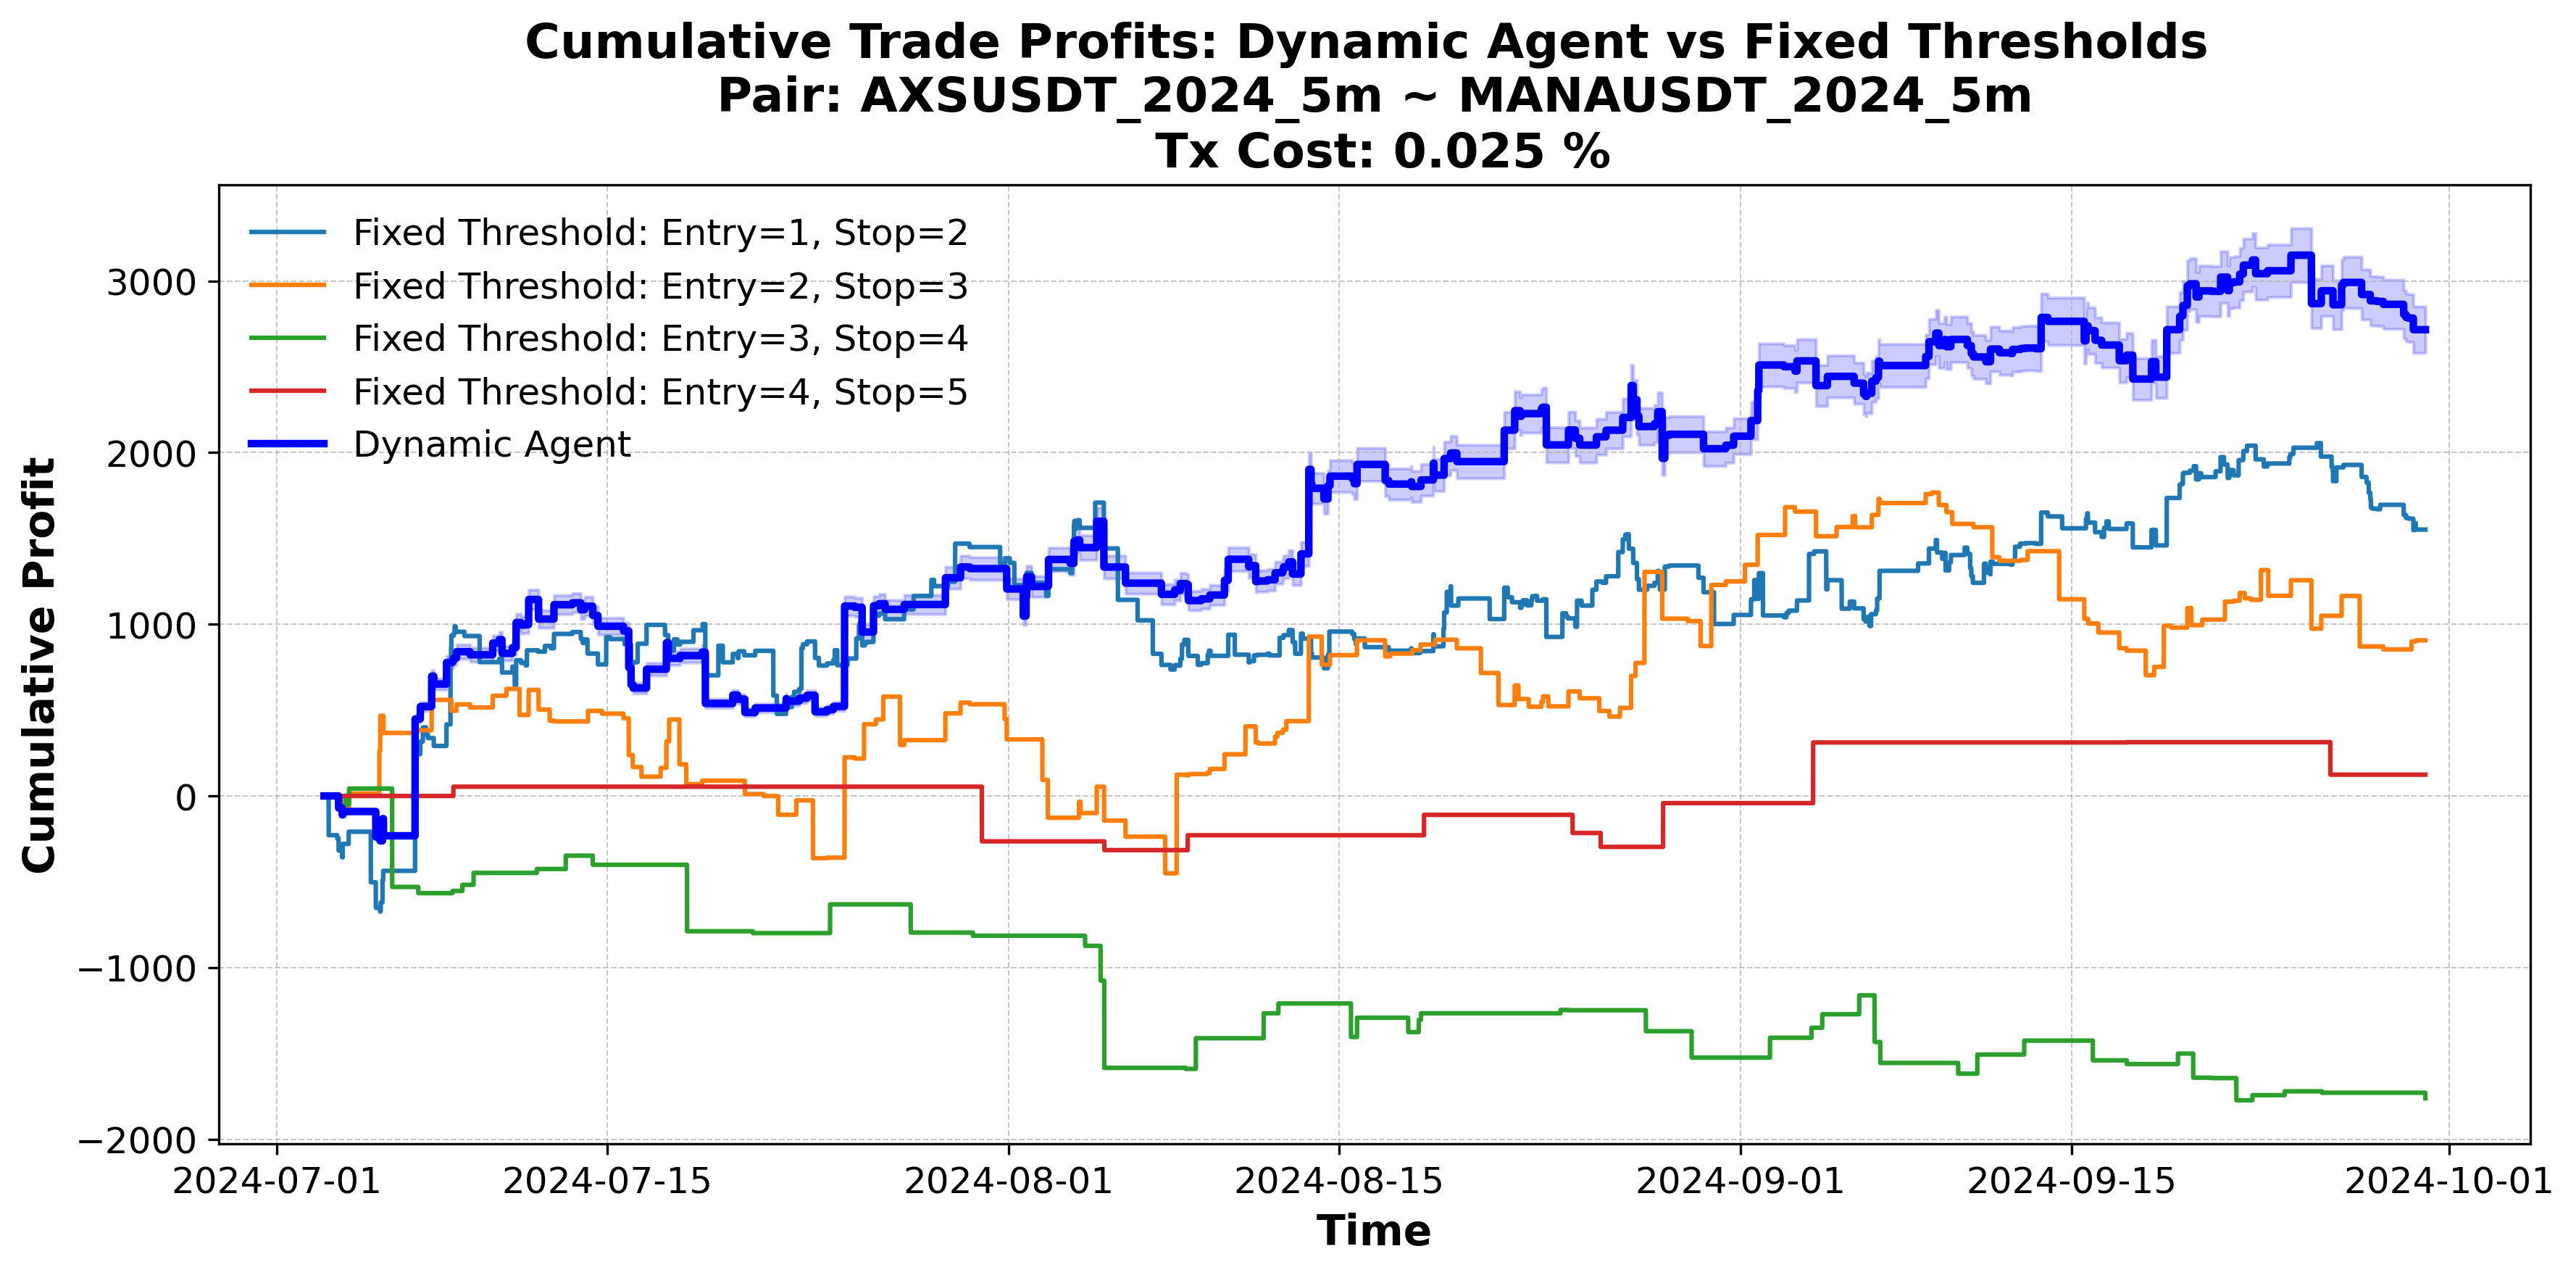 Cumulative Trade Profits: Dynamic Agent vs Fixed Thresholds
Pair: AXSUSDT_2024_5m ~ MANAUSDT_2024_5m
Tx Cost: 0.025 %
Fixed Threshold: Entry=1, Stop=2
Fixed Threshold: Entry=2, Stop=3
Fixed Threshold: Entry=3, Stop=4
Fixed Threshold: Entry=4, Stop=5
Dynamic Agent
Cumulative Profit
3000
2000
1000
0
−1000
−2000
2024-07-01 2024-07-15 2024-08-01 2024-08-15 2024-09-01 2024-09-15 2024-10-01
Time